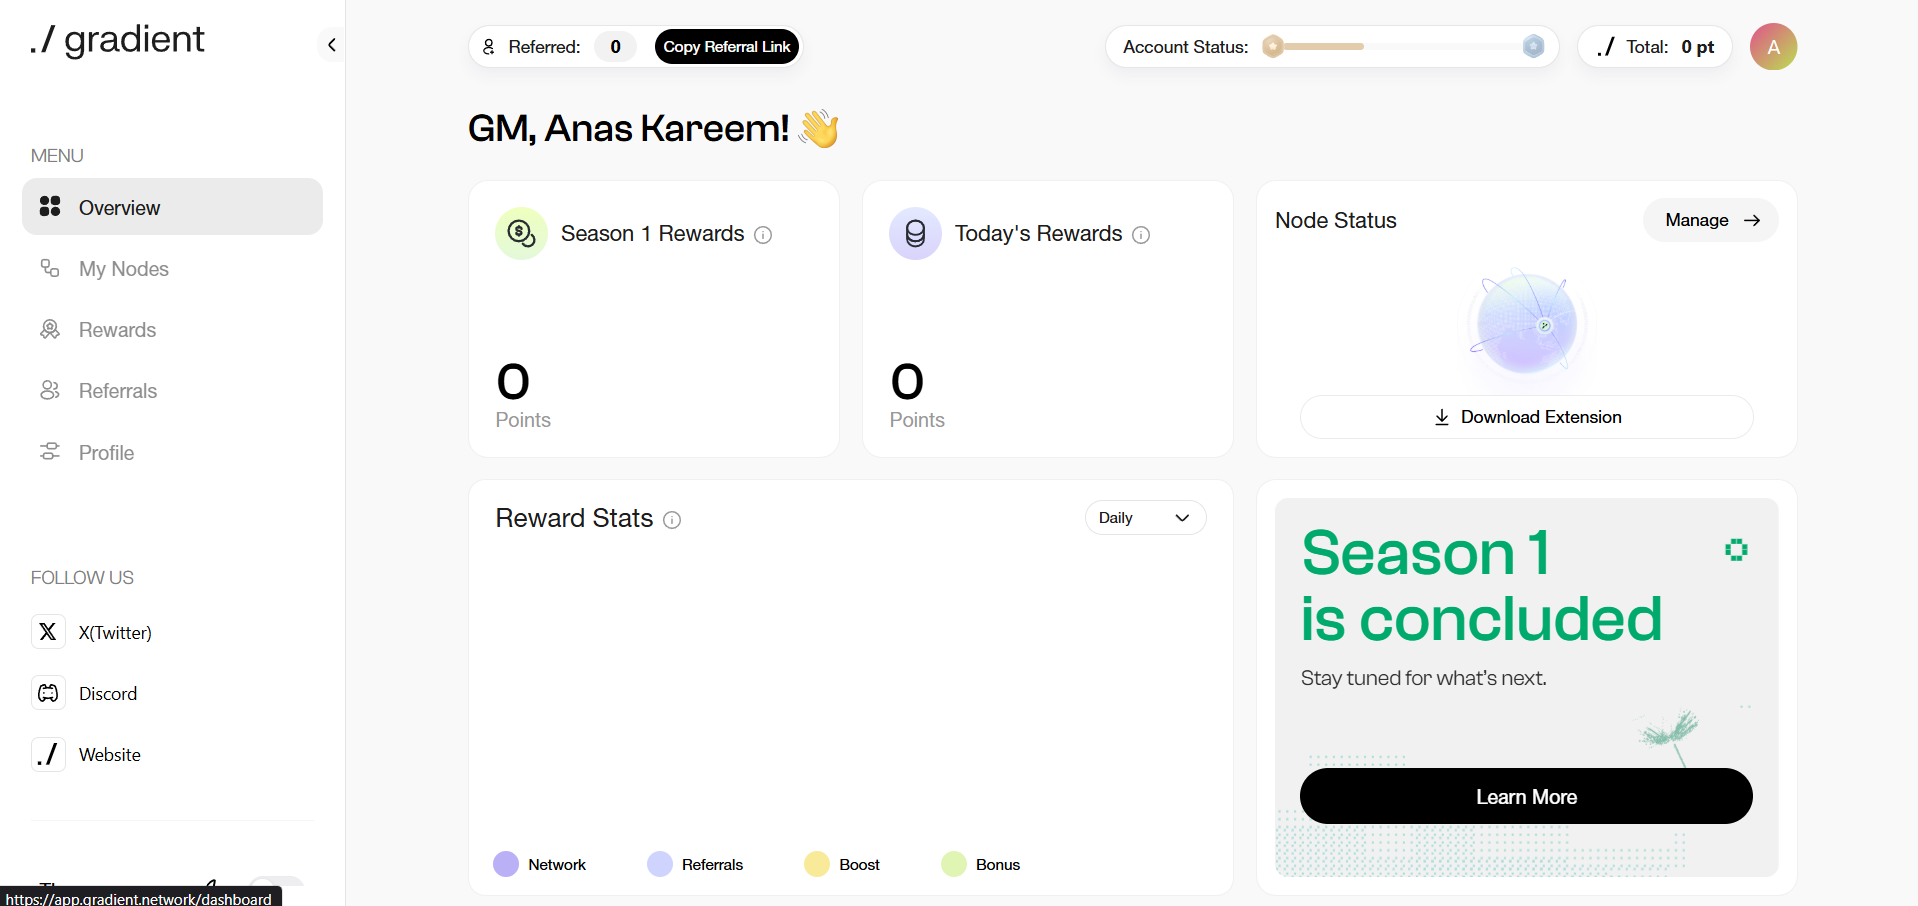 ./ gradient
Referred: 0 Copy Referral Link
Account Status:
./ Total: 0 pt
A
GM, Anas Kareem! 👋
MENU
Overview
My Nodes
Rewards
Referrals
Profile
FOLLOW US
X(Twitter)
Discord
Website
Season 1 Rewards
0
Points
Today's Rewards
0
Points
Node Status
Manage →
Download Extension
Reward Stats
Daily
Network Referrals Boost Bonus
Season 1
is concluded
Stay tuned for what's next.
Learn More
https://app.gradient.network/dashboard